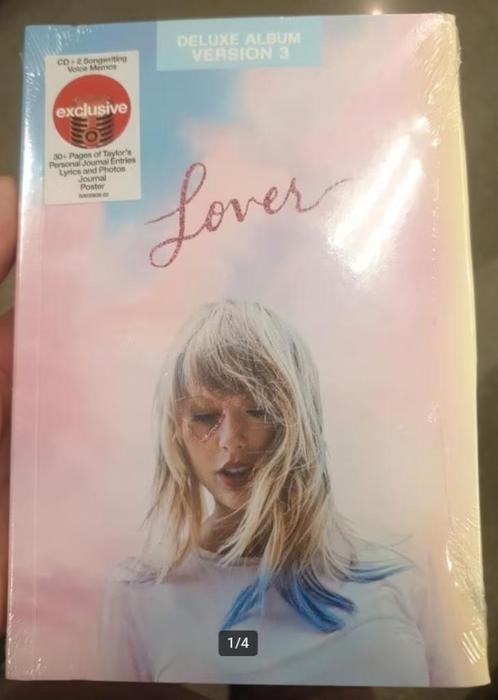 DELUXE ALBUM
VERSION 3
CD + 2 Songwriting
Voice Memos
exclusive
30+ Pages of Taylor's
Personal Journal Entries
Lyrics and Photos
Journal
Poster
Lover
1/4